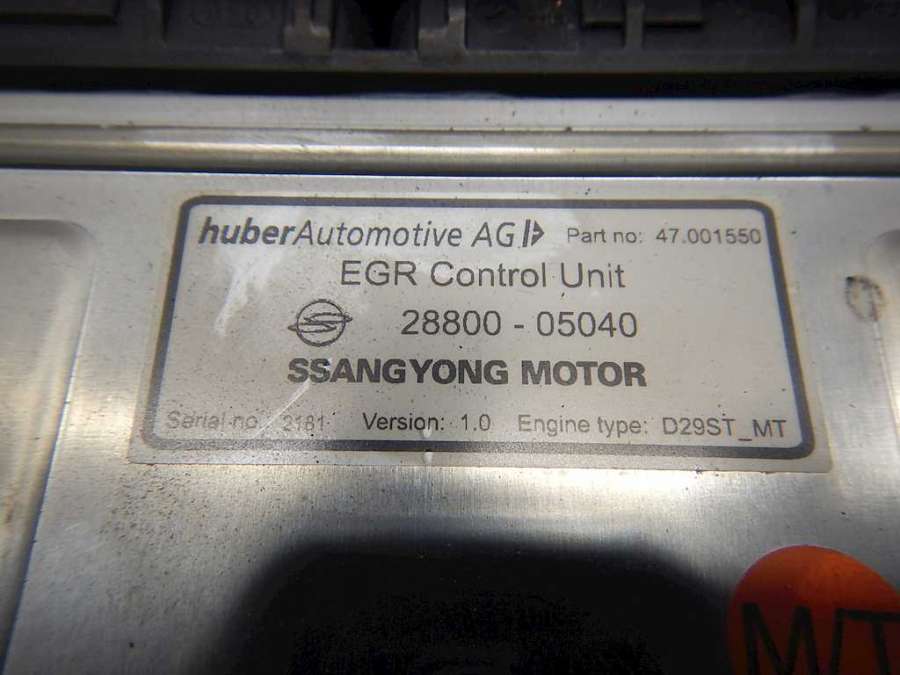 huberAutomotive AG Part no: 47.001550
EGR Control Unit
28800 - 05040
SSANGYONG MOTOR
Serial no. 2181 Version: 1.0 Engine type: D29ST_MT
M/T